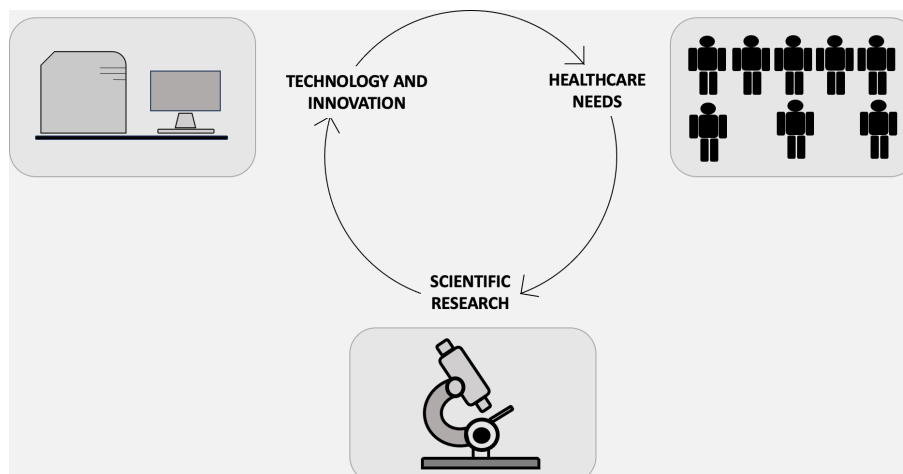 TECHNOLOGY AND
INNOVATION
HEALTHCARE
NEEDS
SCIENTIFIC
RESEARCH